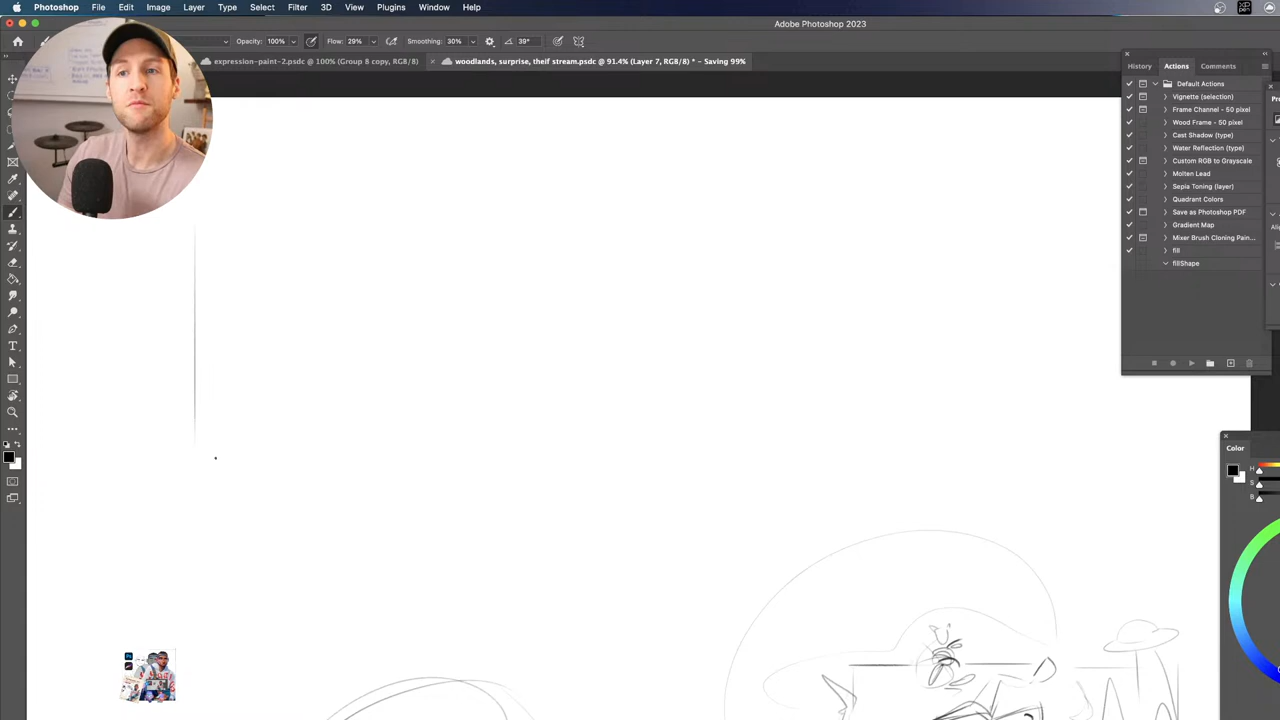 Photoshop File Edit Image Layer Type Select Filter 3D View Plugins Window Help
Adobe Photoshop 2023
Opacity: 100% Flow: 29% Smoothing: 30% 39°
expression-paint-2.psdc @ 100% (Group 8 copy, RGB/8) woodlands, surprise, theif stream.psdc @ 91.4% (Layer 7, RGB/8) * – Saving 99%
History Actions Comments
Default Actions
Vignette (selection)
Frame Channel - 50 pixel
Wood Frame - 50 pixel
Cast Shadow (type)
Water Reflection (type)
Custom RGB to Grayscale
Molten Lead
Sepia Toning (layer)
Quadrant Colors
Save as Photoshop PDF
Gradient Map
Mixer Brush Cloning Pain...
fill
fillShape
Color
H
S
B